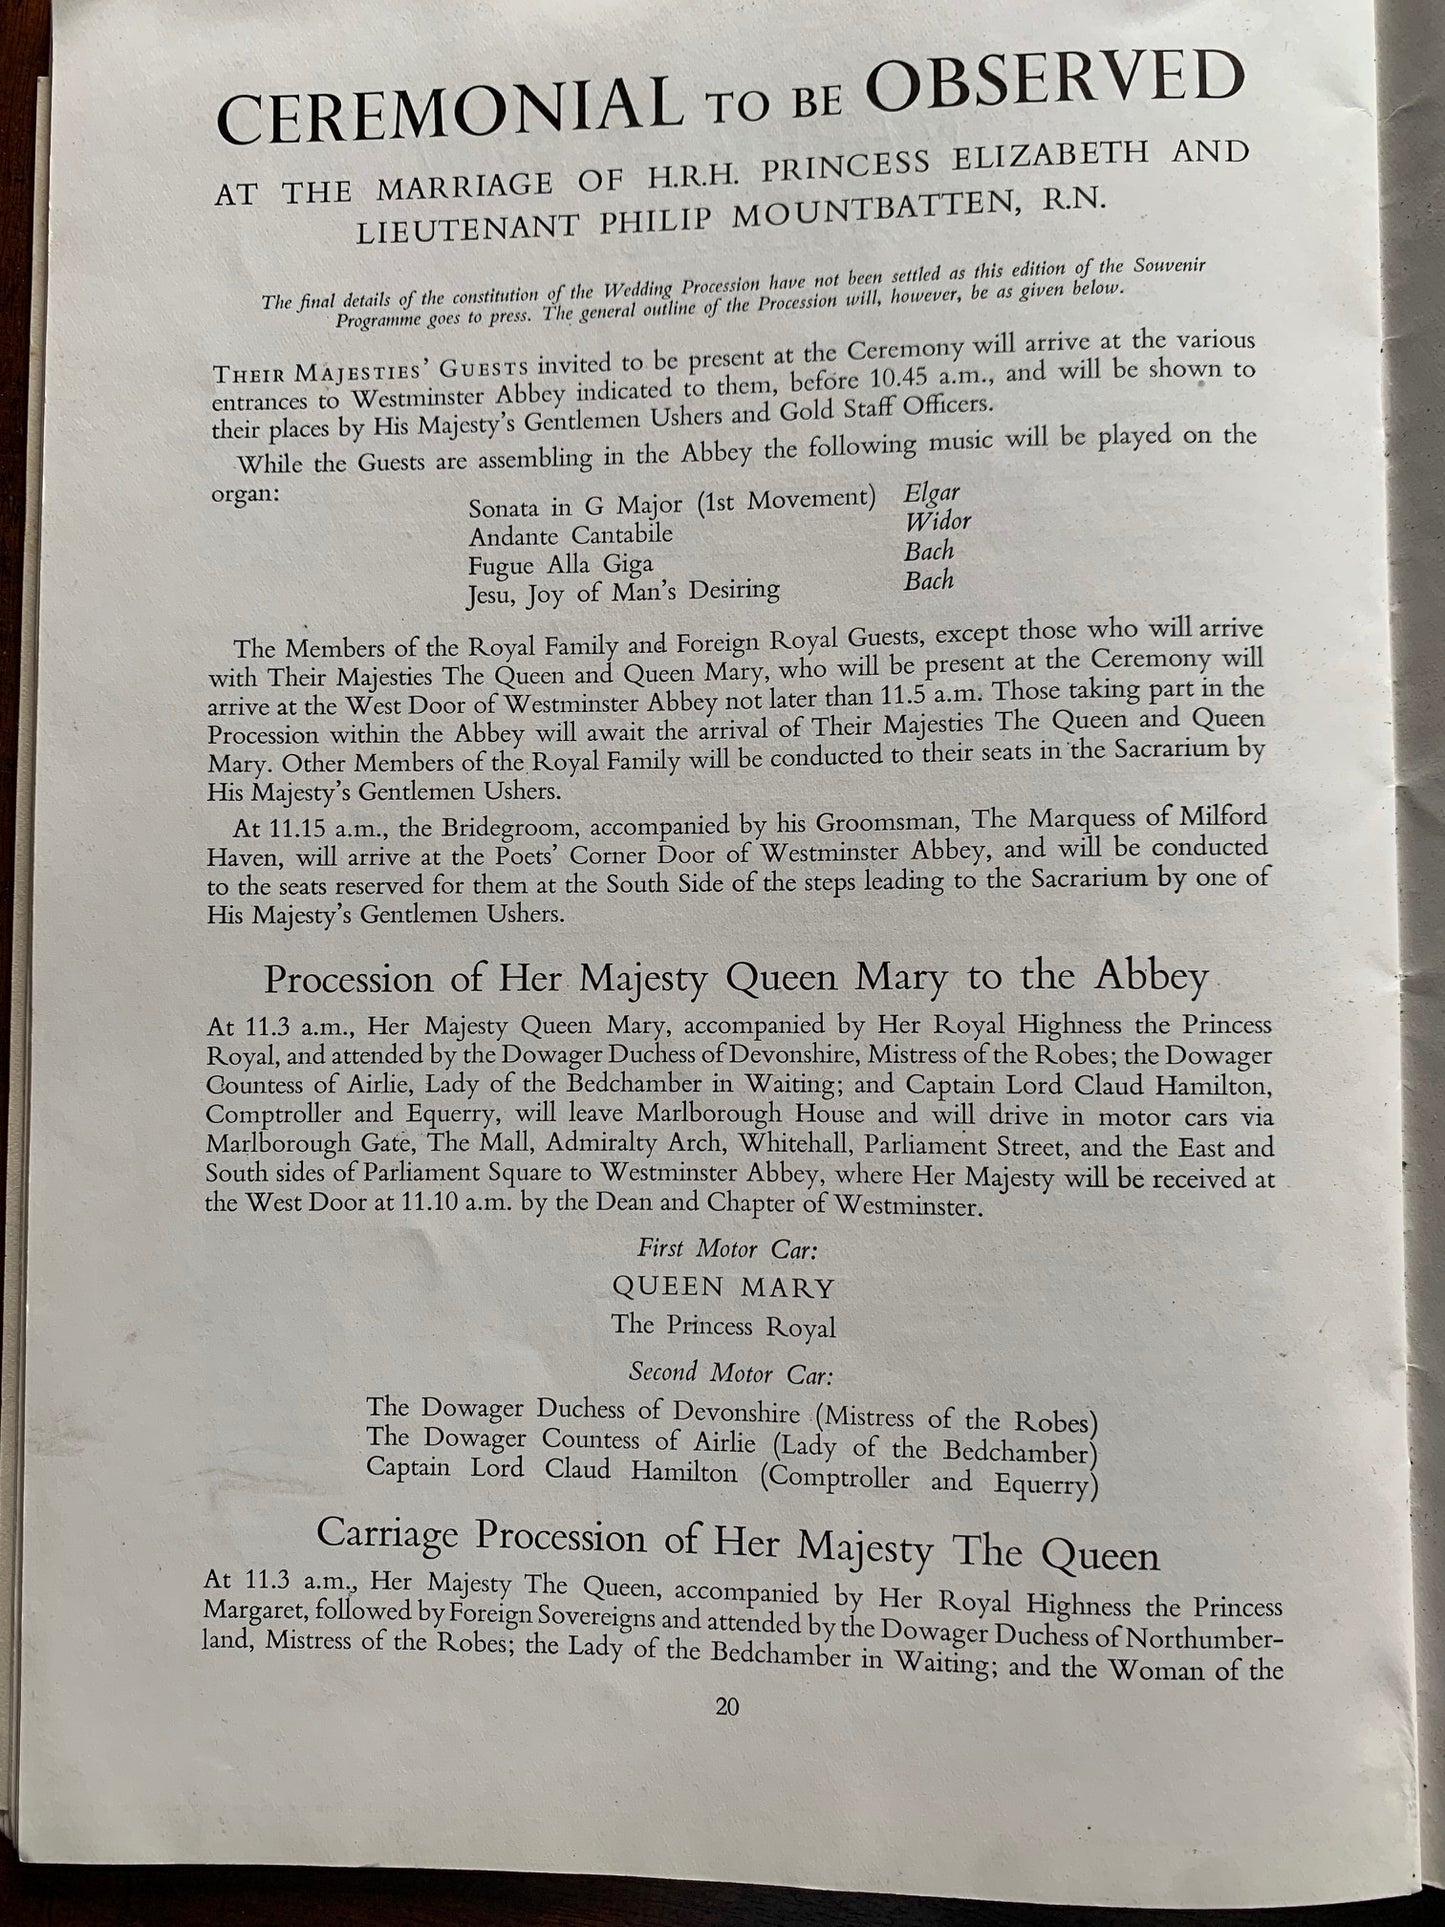 CEREMONIAL TO BE OBSERVED
AT THE MARRIAGE OF H.R.H. PRINCESS ELIZABETH AND
LIEUTENANT PHILIP MOUNTBATTEN, R.N.
The final details of the constitution of the Wedding Procession have not been settled as this edition of the Souvenir
Programme goes to press. The general outline of the Procession will, however, be as given below.
THEIR MAJESTIES' GUESTS invited to be present at the Ceremony will arrive at the various
entrances to Westminster Abbey indicated to them, before 10.45 a.m., and will be shown to
their places by His Majesty's Gentlemen Ushers and Gold Staff Officers.
While the Guests are assembling in the Abbey the following music will be played on the
organ:
Sonata in G Major (1st Movement) Elgar
Andante Cantabile Widor
Fugue Alla Giga Bach
Jesu, Joy of Man's Desiring Bach
The Members of the Royal Family and Foreign Royal Guests, except those who will arrive
with Their Majesties The Queen and Queen Mary, who will be present at the Ceremony will
arrive at the West Door of Westminster Abbey not later than 11.5 a.m. Those taking part in the
Procession within the Abbey will await the arrival of Their Majesties The Queen and Queen
Mary. Other Members of the Royal Family will be conducted to their seats in the Sacrarium by
His Majesty's Gentlemen Ushers.
At 11.15 a.m., the Bridegroom, accompanied by his Groomsman, The Marquess of Milford
Haven, will arrive at the Poets' Corner Door of Westminster Abbey, and will be conducted
to the seats reserved for them at the South Side of the steps leading to the Sacrarium by one of
His Majesty's Gentlemen Ushers.
Procession of Her Majesty Queen Mary to the Abbey
At 11.3 a.m., Her Majesty Queen Mary, accompanied by Her Royal Highness the Princess
Royal, and attended by the Dowager Duchess of Devonshire, Mistress of the Robes; the Dowager
Countess of Airlie, Lady of the Bedchamber in Waiting; and Captain Lord Claud Hamilton,
Comptroller and Equerry, will leave Marlborough House and will drive in motor cars via
Marlborough Gate, The Mall, Admiralty Arch, Whitehall, Parliament Street, and the East and
South sides of Parliament Square to Westminster Abbey, where Her Majesty will be received at
the West Door at 11.10 a.m. by the Dean and Chapter of Westminster.
First Motor Car:
QUEEN MARY
The Princess Royal
Second Motor Car:
The Dowager Duchess of Devonshire (Mistress of the Robes)
The Dowager Countess of Airlie (Lady of the Bedchamber)
Captain Lord Claud Hamilton (Comptroller and Equerry)
Carriage Procession of Her Majesty The Queen
At 11.3 a.m., Her Majesty The Queen, accompanied by Her Royal Highness the Princess
Margaret, followed by Foreign Sovereigns and attended by the Dowager Duchess of Northumber-
land, Mistress of the Robes; the Lady of the Bedchamber in Waiting; and the Woman of the
20